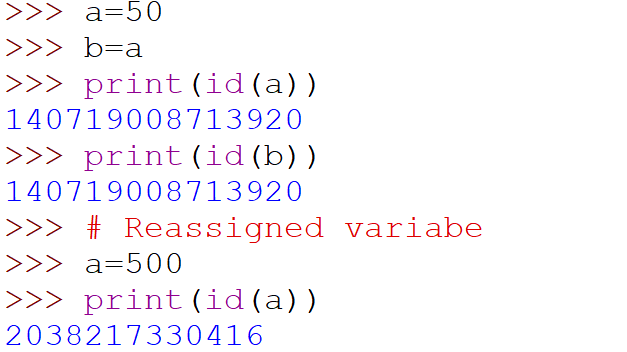 >>> a=50
>>> b=a
>>> print(id(a))
140719008713920
>>> print(id(b))
140719008713920
>>> # Reassigned variabe
>>> a=500
>>> print(id(a))
2038217330416